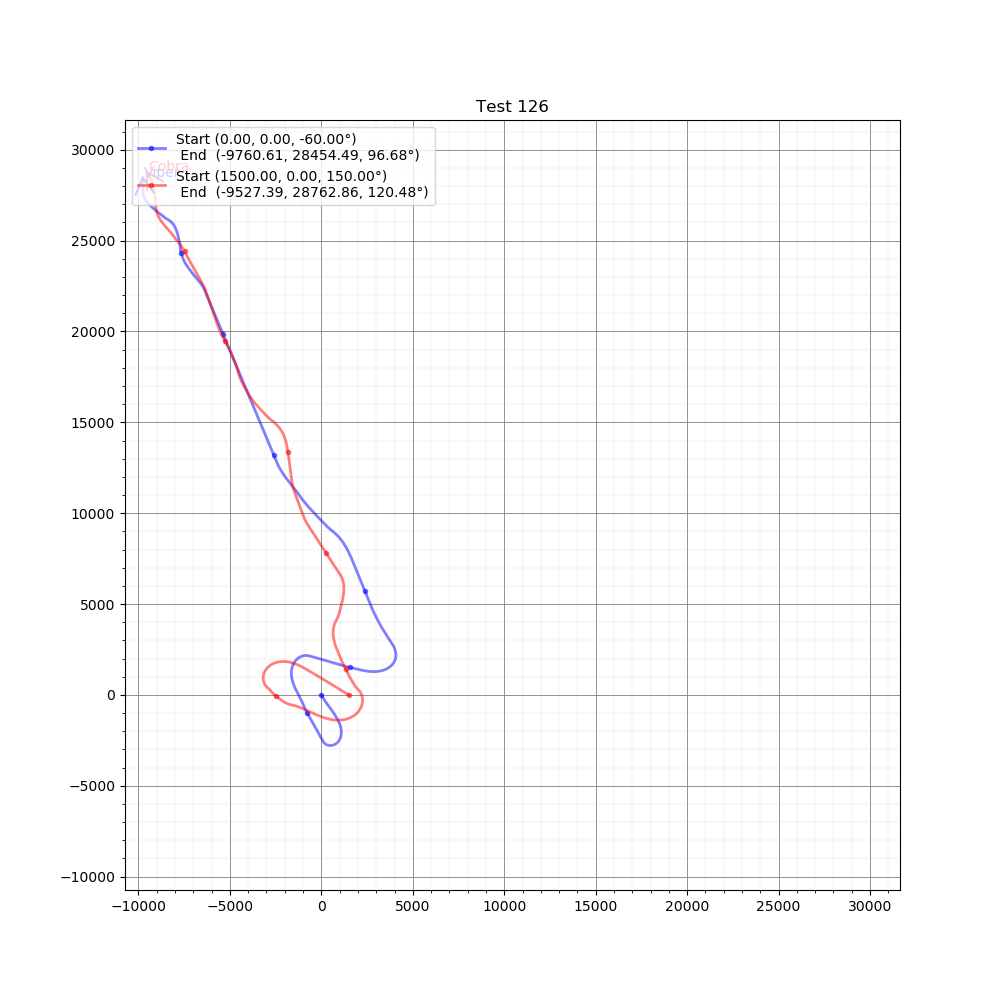 Test 126
Start (0.00, 0.00, -60.00°)
End (-9760.61, 28454.49, 96.68°)
Start (1500.00, 0.00, 150.00°)
End (-9527.39, 28762.86, 120.48°)
Cobra
Viper
30000
25000
20000
15000
10000
5000
0
−5000
−10000
−10000 −5000 0 5000 10000 15000 20000 25000 30000